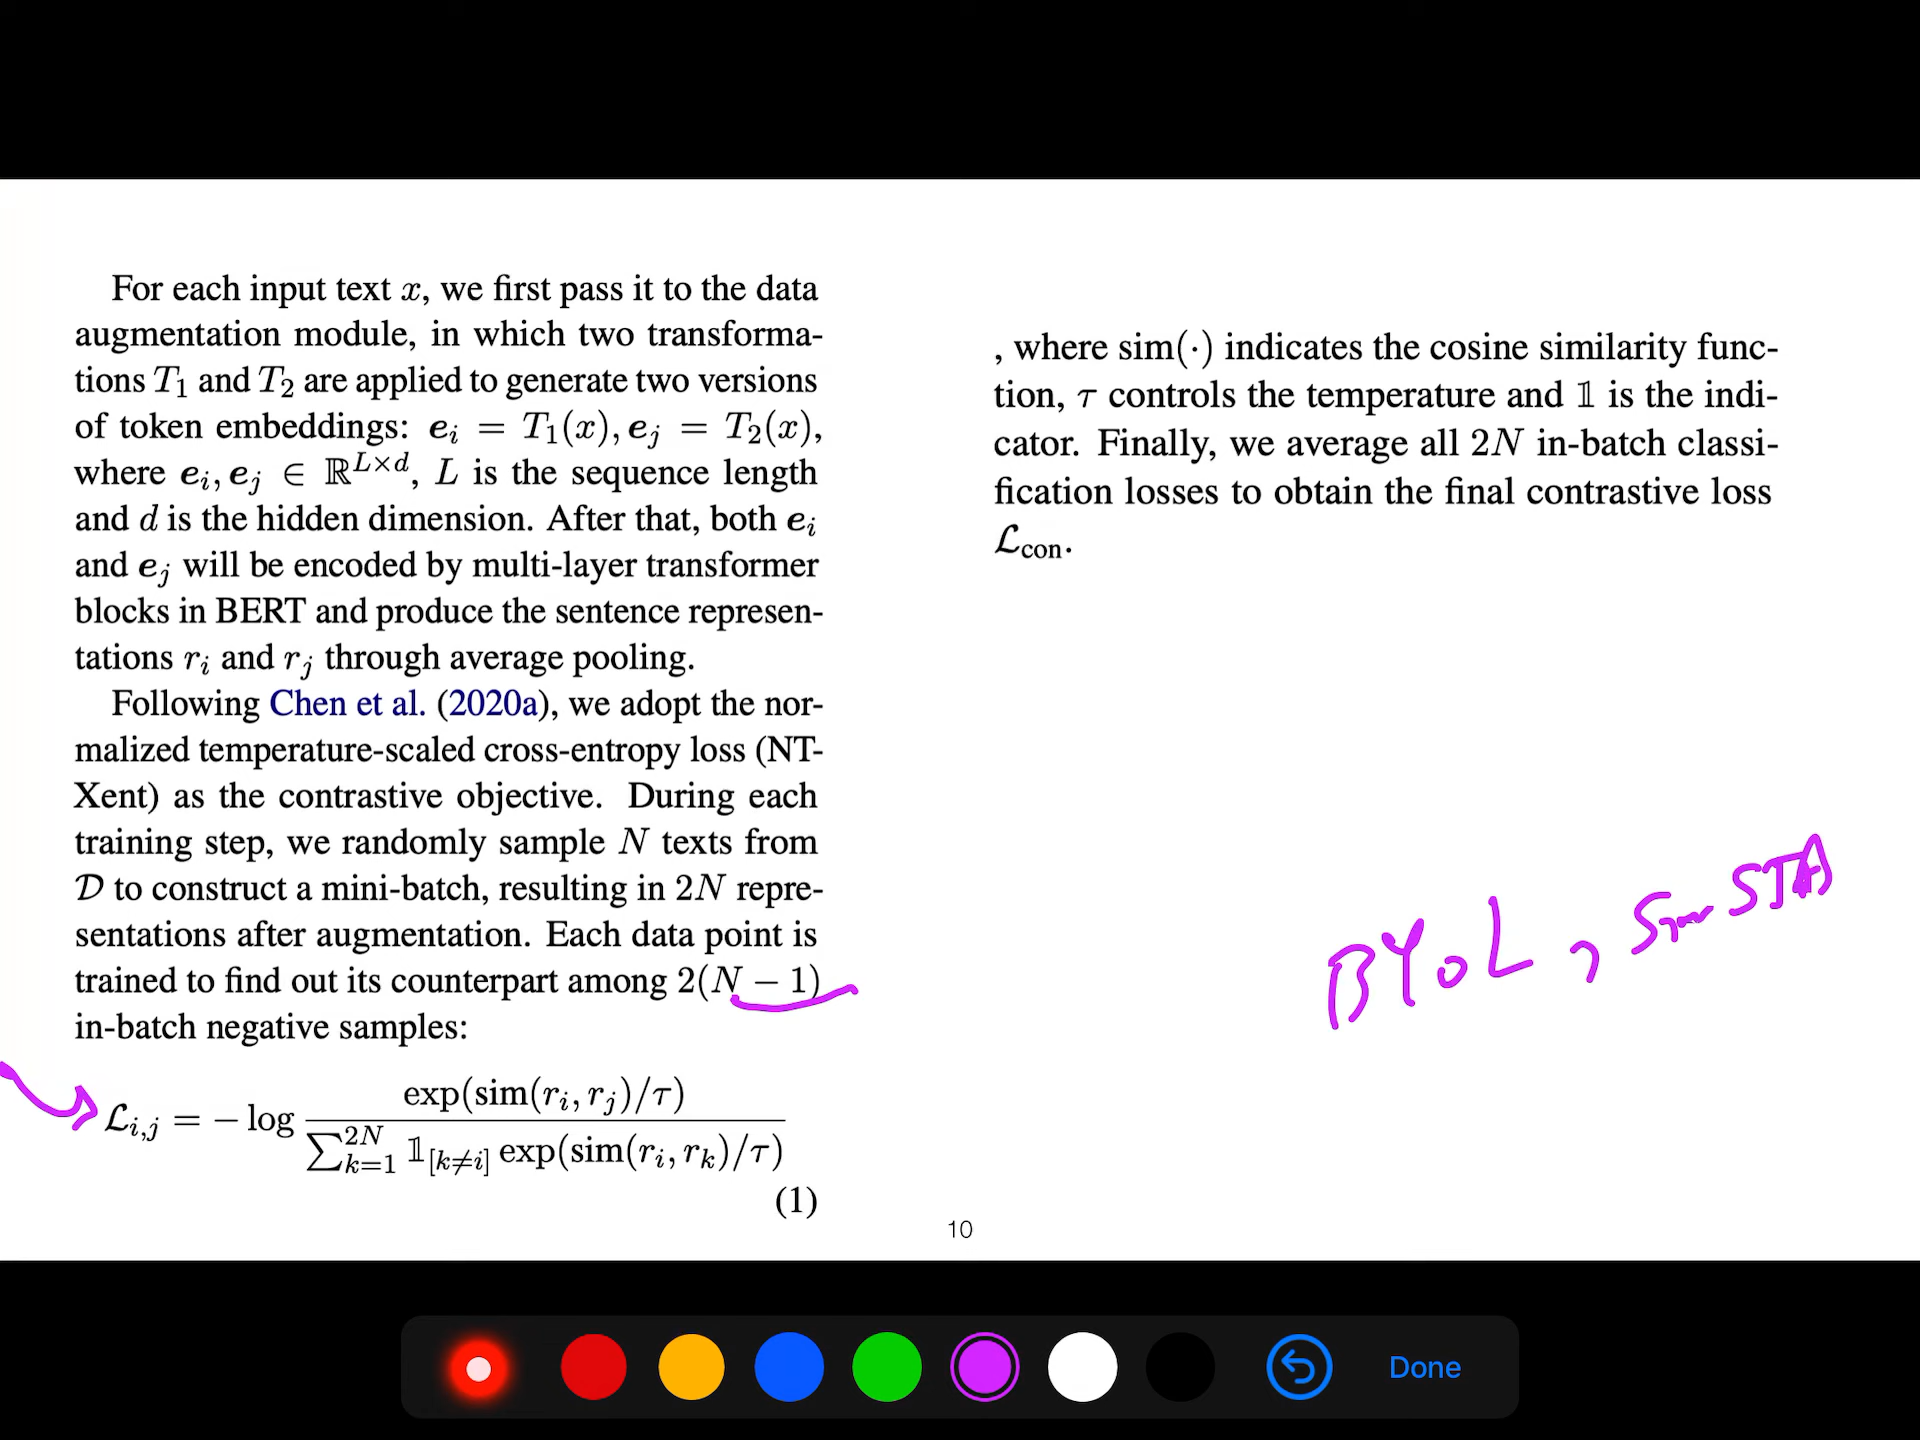 For each input text x, we first pass it to the data
augmentation module, in which two transforma-
tions T₁ and T₂ are applied to generate two versions
of token embeddings: eᵢ = T₁(x), eⱼ = T₂(x),
where eᵢ, eⱼ ∈ ℝ^{L×d}, L is the sequence length
and d is the hidden dimension. After that, both eᵢ
and eⱼ will be encoded by multi-layer transformer
blocks in BERT and produce the sentence represen-
tations rᵢ and rⱼ through average pooling.
Following Chen et al. (2020a), we adopt the nor-
malized temperature-scaled cross-entropy loss (NT-
Xent) as the contrastive objective. During each
training step, we randomly sample N texts from
𝒟 to construct a mini-batch, resulting in 2N repre-
sentations after augmentation. Each data point is
trained to find out its counterpart among 2(N − 1)
in-batch negative samples:
ℒ_{i,j} = − log exp(sim(rᵢ, rⱼ)/τ) / ∑_{k=1}^{2N} 𝟙_{[k≠i]} exp(sim(rᵢ, rₖ)/τ)
(1)
, where sim(·) indicates the cosine similarity func-
tion, τ controls the temperature and 𝟙 is the indi-
cator. Finally, we average all 2N in-batch classi-
fication losses to obtain the final contrastive loss
ℒ_con.
BYOL,
10
Done